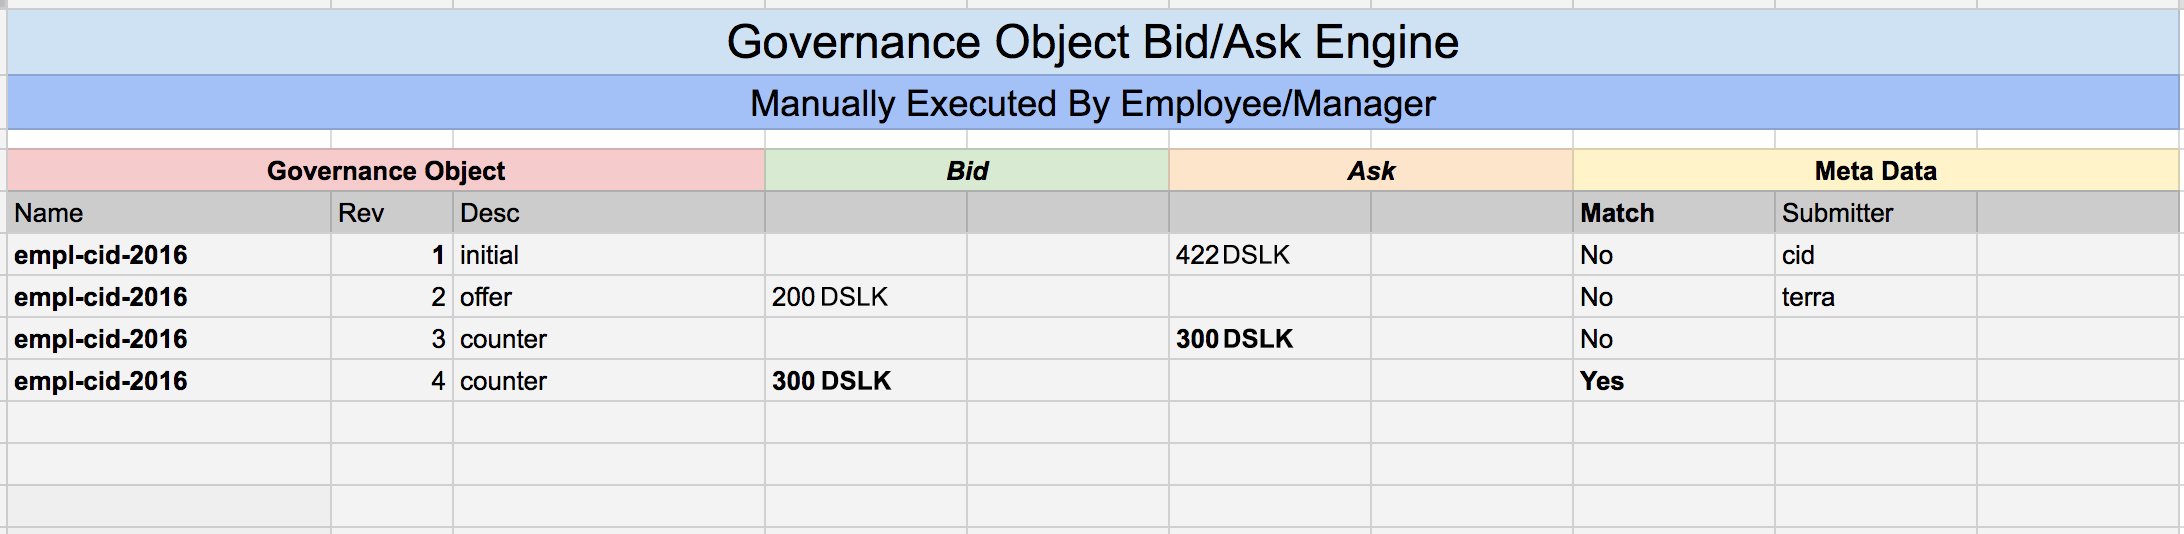 Governance Object Bid/Ask Engine
Manually Executed By Employee/Manager
Governance Object Bid Ask Meta Data
Name Rev Desc Match Submitter
empl-cid-2016 1 initial 422 DSLK No cid
empl-cid-2016 2 offer 200 DSLK No terra
empl-cid-2016 3 counter 300 DSLK No
empl-cid-2016 4 counter 300 DSLK Yes